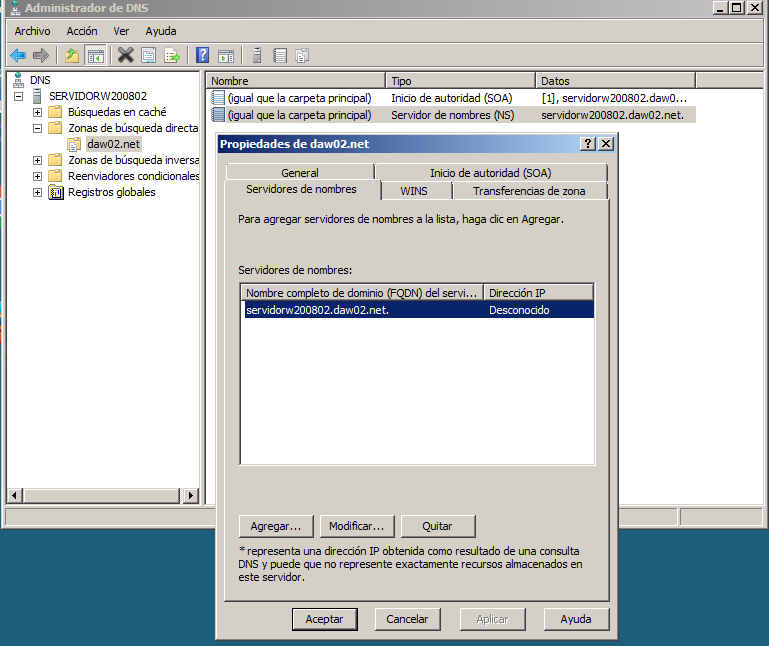 Administrador de DNS
Archivo Acción Ver Ayuda
DNS
SERVIDORW200802
Búsquedas en caché
Zonas de búsqueda directa
daw02.net
Zonas de búsqueda inversa
Reenviadores condicionales
Registros globales
Nombre Tipo Datos
(igual que la carpeta principal) Inicio de autoridad (SOA) [1], servidorw200802.daw0...
(igual que la carpeta principal) Servidor de nombres (NS) servidorw200802.daw02.net.
Propiedades de daw02.net
General Inicio de autoridad (SOA)
Servidores de nombres WINS Transferencias de zona
Para agregar servidores de nombres a la lista, haga clic en Agregar.
Servidores de nombres:
Nombre completo de dominio (FQDN) del servi... Dirección IP
servidorw200802.daw02.net. Desconocido
Agregar... Modificar... Quitar
* representa una dirección IP obtenida como resultado de una consulta
DNS y puede que no represente exactamente recursos almacenados en
este servidor.
Aceptar Cancelar Aplicar Ayuda